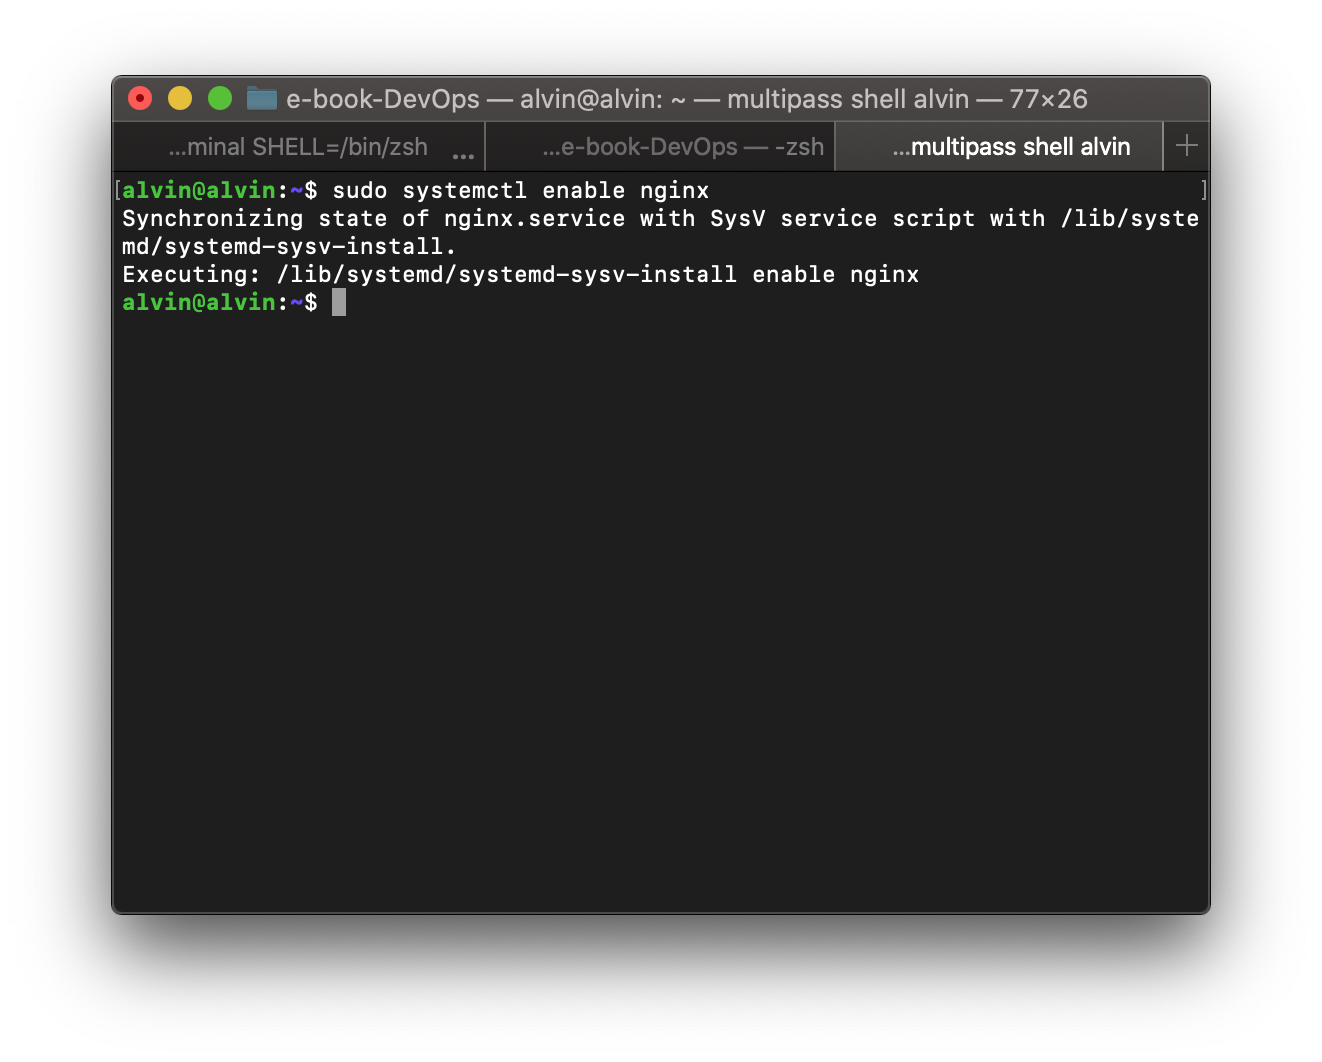 e-book-DevOps — alvin@alvin: ~ — multipass shell alvin — 77×26
...minal SHELL=/bin/zsh ...
...e-book-DevOps — -zsh
...multipass shell alvin
+
[alvin@alvin:~$ sudo systemctl enable nginx ]
Synchronizing state of nginx.service with SysV service script with /lib/syste
md/systemd-sysv-install.
Executing: /lib/systemd/systemd-sysv-install enable nginx
alvin@alvin:~$